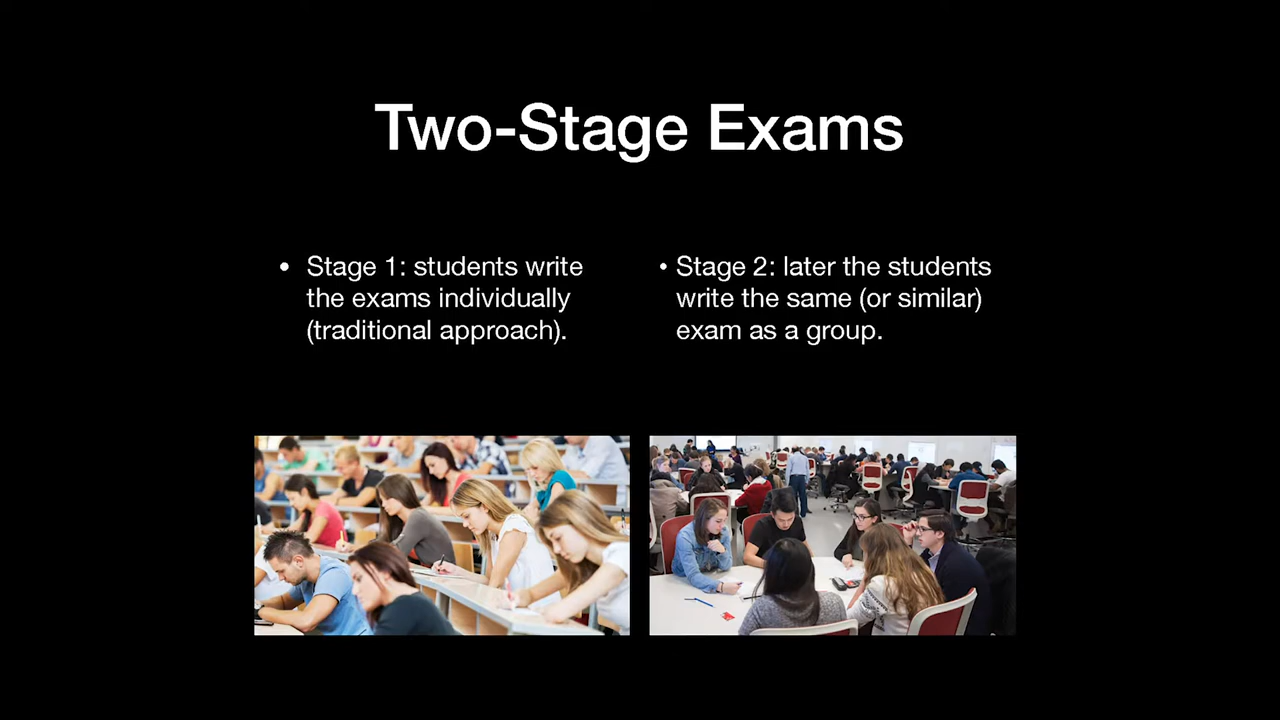 Two-Stage Exams
• Stage 1: students write
the exams individually
(traditional approach).
• Stage 2: later the students
write the same (or similar)
exam as a group.